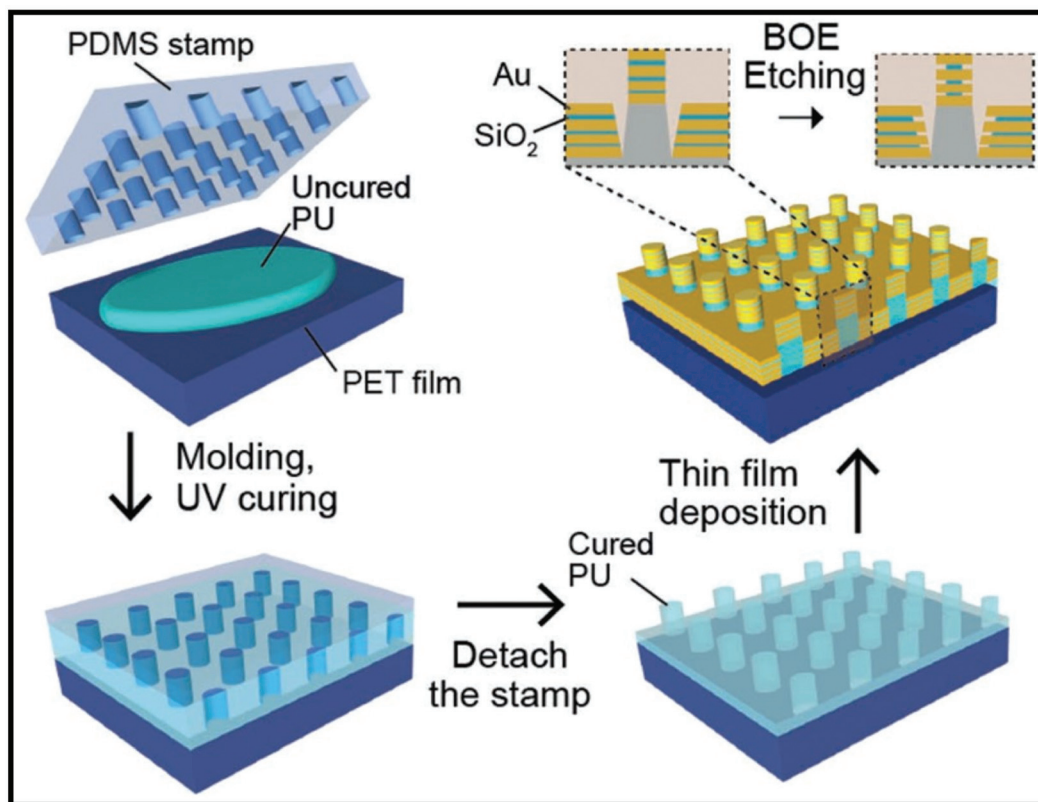 PDMS stamp
Uncured
PU
PET film
Molding,
UV curing
Detach
the stamp
Cured
PU
Thin film
deposition
Au
SiO₂
BOE
Etching